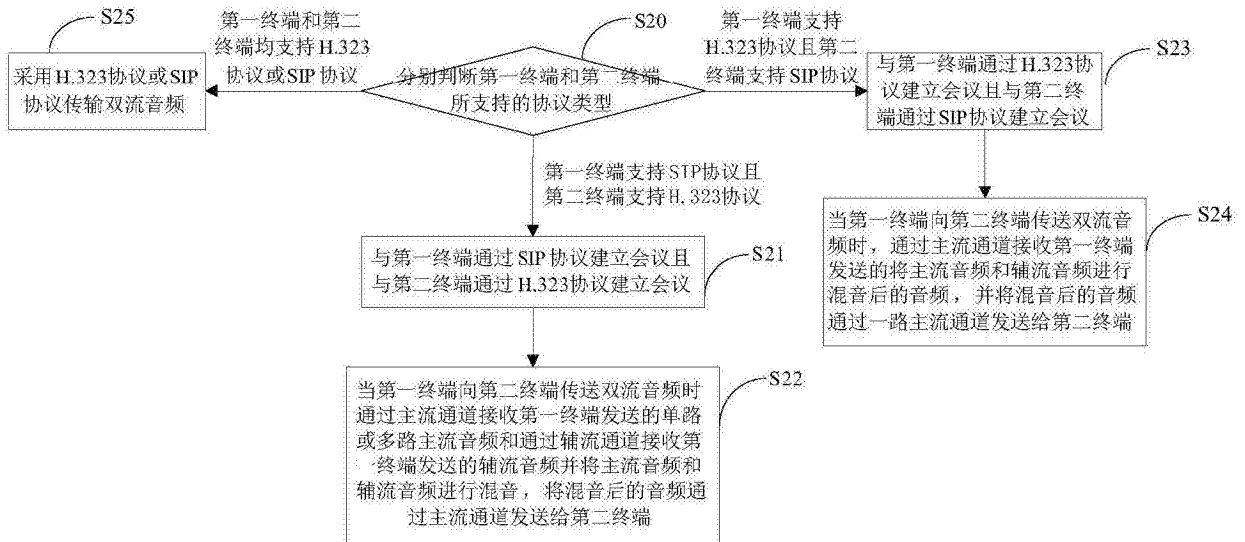 S25
采用H.323协议或SIP
协议传输双流音频
第一终端和第二
终端均支持H.323
协议或SIP协议
S20
分别判断第一终端和第二终端
所支持的协议类型
第一终端支持
H.323协议且第二
终端支持SIP协议
S23
与第一终端通过H.323协
议建立会议且与第二终
端通过SIP协议建立会议
第一终端支持SIP协议且
第二终端支持H.323协议
S24
当第一终端向第二终端传送双流音
频时，通过主流通道接收第一终端
发送的将主流音频和辅流音频进行
混音后的音频，并将混音后的音频
通过一路主流通道发送给第二终端
S21
与第一终端通过SIP协议建立会议且
与第二终端通过H.323协议建立会议
S22
当第一终端向第二终端传送双流音频时
通过主流通道接收第一终端发送的单路
或多路主流音频和通过辅流通道接收第
一终端发送的辅流音频并将主流音频和
辅流音频进行混音，将混音后的音频通
过主流通道发送给第二终端